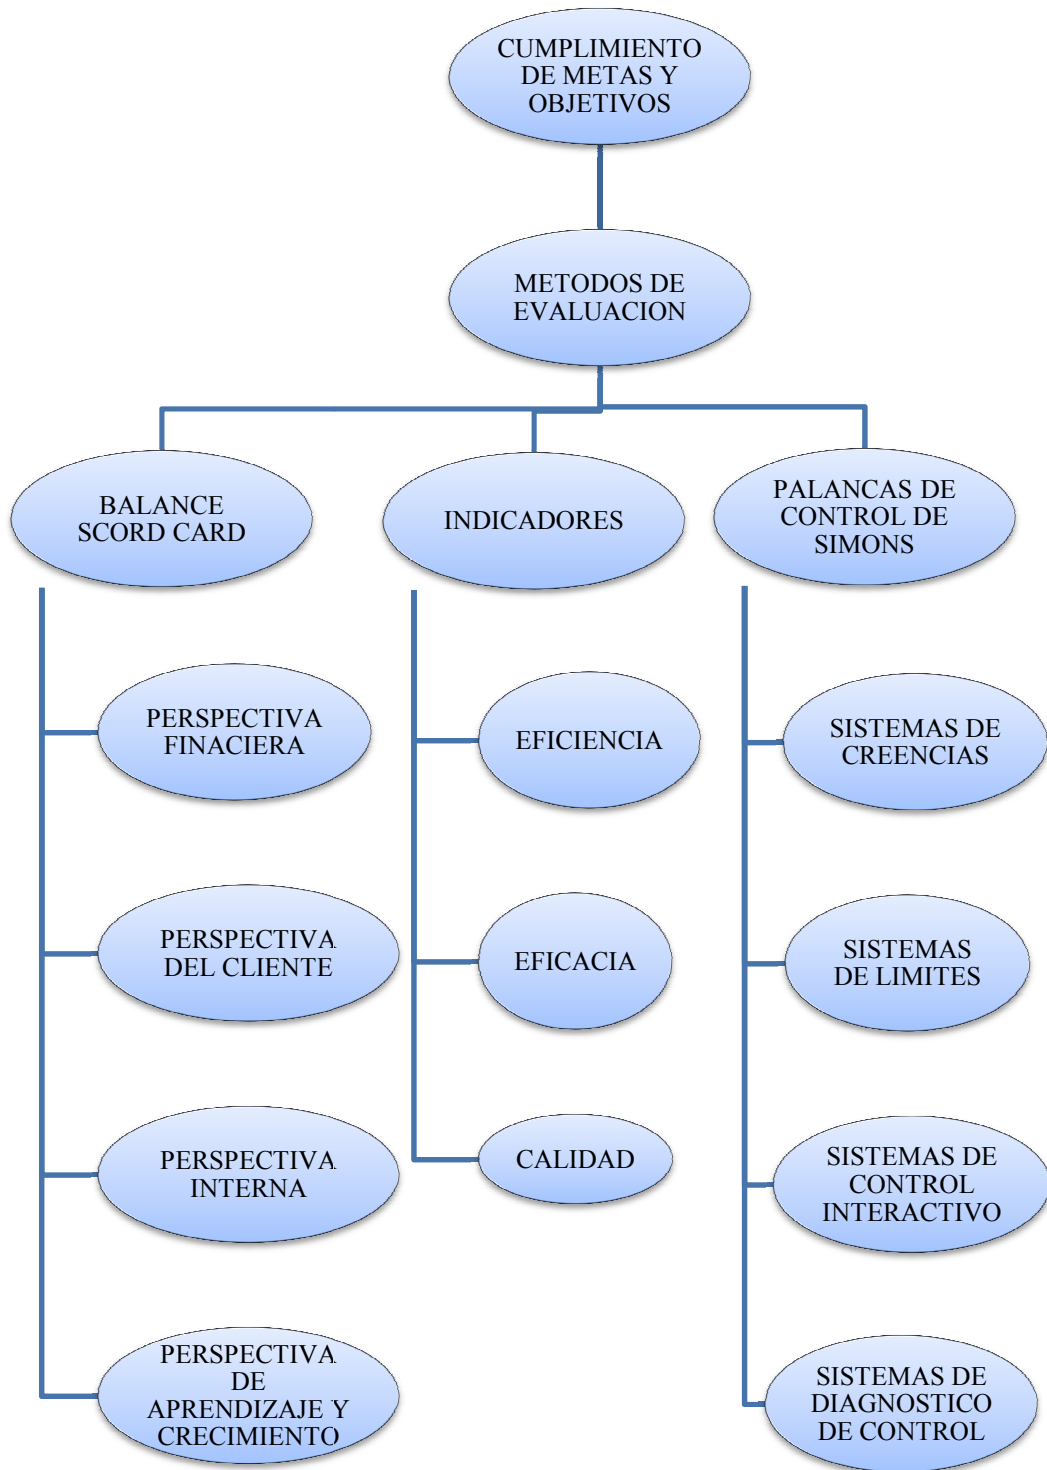 CUMPLIMIENTO
DE METAS Y
OBJETIVOS
METODOS DE
EVALUACION
BALANCE
SCORD CARD
INDICADORES
PALANCAS DE
CONTROL DE
SIMONS
PERSPECTIVA
FINACIERA
PERSPECTIVA
DEL CLIENTE
PERSPECTIVA
INTERNA
PERSPECTIVA
DE
APRENDIZAJE Y
CRECIMIENTO
EFICIENCIA
EFICACIA
CALIDAD
SISTEMAS DE
CREENCIAS
SISTEMAS
DE LIMITES
SISTEMAS DE
CONTROL
INTERACTIVO
SISTEMAS DE
DIAGNOSTICO
DE CONTROL